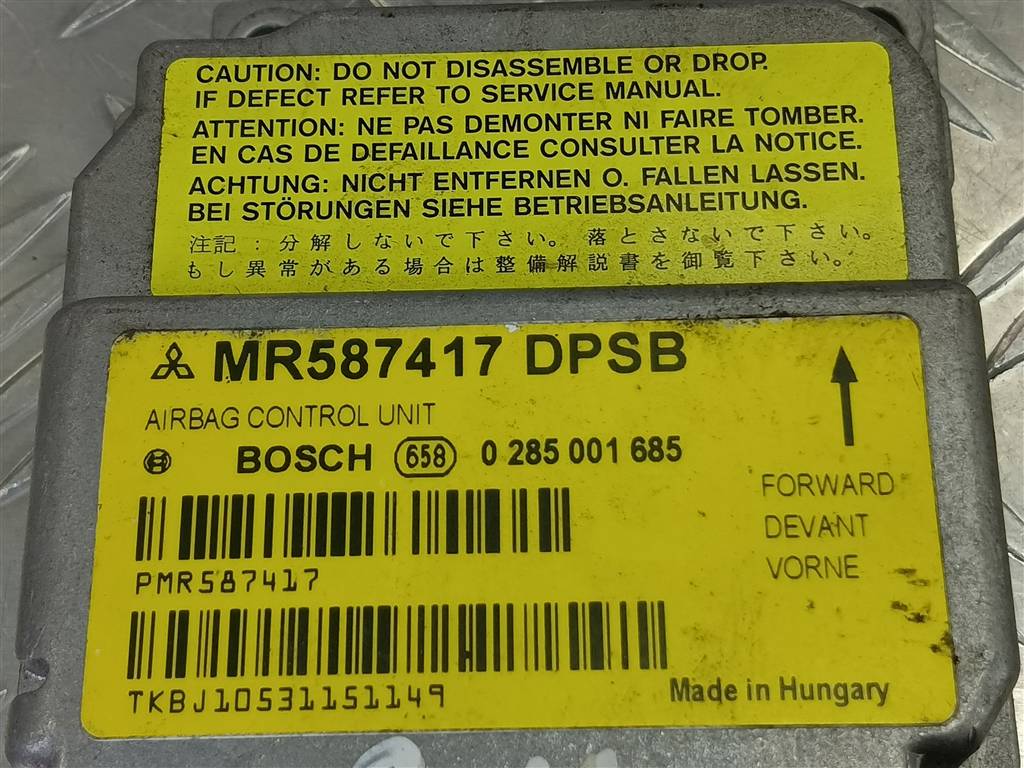 CAUTION: DO NOT DISASSEMBLE OR DROP.
IF DEFECT REFER TO SERVICE MANUAL.
ATTENTION: NE PAS DEMONTER NI FAIRE TOMBER.
EN CAS DE DEFAILLANCE CONSULTER LA NOTICE.
ACHTUNG: NICHT ENTFERNEN O. FALLEN LASSEN.
BEI STÖRUNGEN SIEHE BETRIEBSANLEITUNG.
注記:分解しないで下さい。落とさないで下さい。
もし異常がある場合は整備解説書を御覧下さい。
MR587417 DPSB
AIRBAG CONTROL UNIT
BOSCH 658 0 285 001 685
FORWARD
DEVANT
VORNE
PMR587417
TKBJ10531151149
Made in Hungary